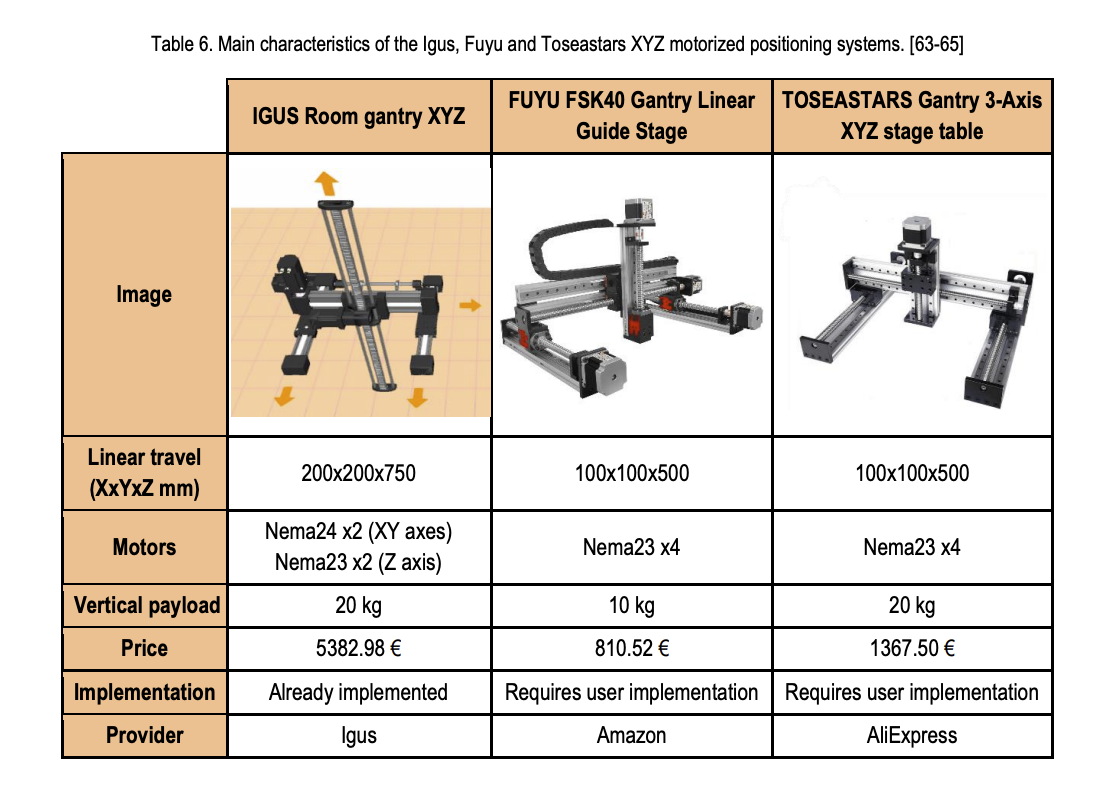 Table 6. Main characteristics of the Igus, Fuyu and Toseastars XYZ motorized positioning systems. [63-65]
IGUS Room gantry XYZ
FUYU FSK40 Gantry Linear
Guide Stage
TOSEASTARS Gantry 3-Axis
XYZ stage table
Image
Linear travel
(XxYxZ mm)
200x200x750
100x100x500
100x100x500
Motors
Nema24 x2 (XY axes)
Nema23 x2 (Z axis)
Nema23 x4
Nema23 x4
Vertical payload
20 kg
10 kg
20 kg
Price
5382.98 €
810.52 €
1367.50 €
Implementation
Already implemented
Requires user implementation
Requires user implementation
Provider
Igus
Amazon
AliExpress